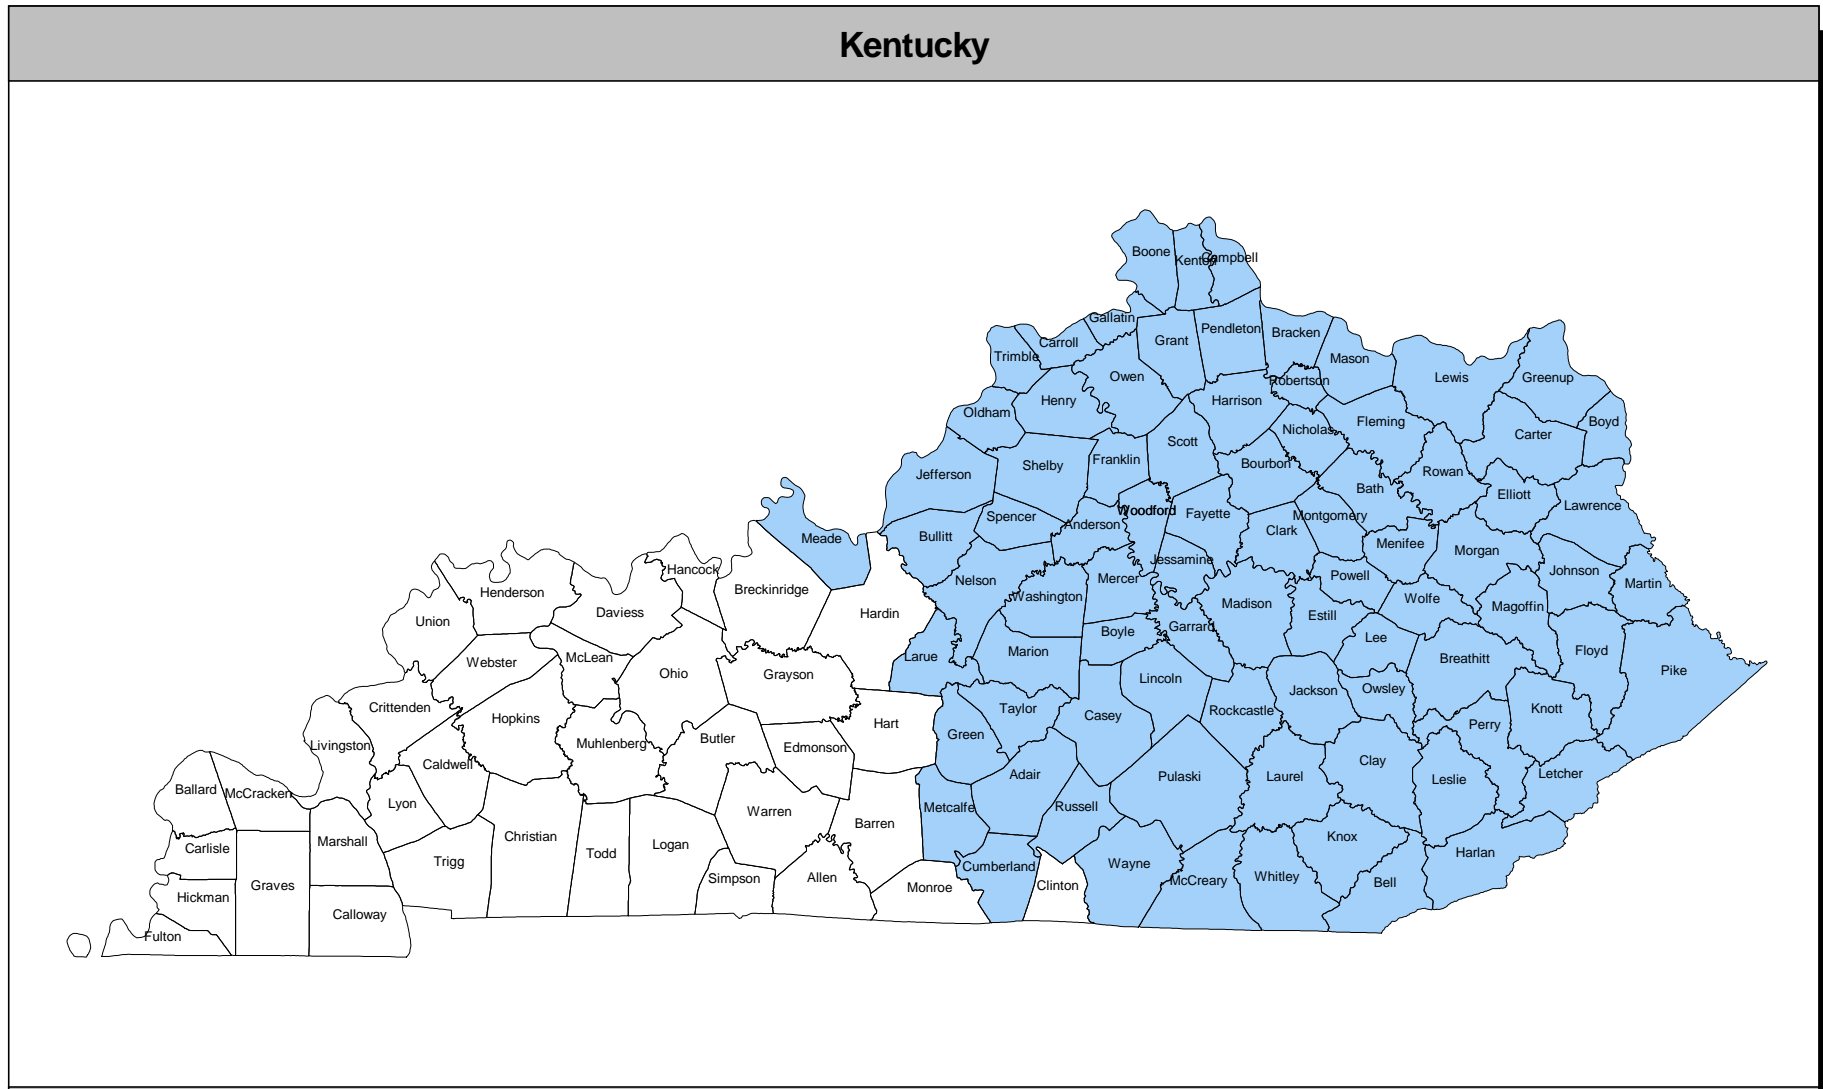 Kentucky
Boone
Kenton
Campbell
Gallatin
Carroll
Trimble
Grant
Pendleton
Bracken
Mason
Owen
Robertson
Lewis
Greenup
Henry
Harrison
Oldham
Fleming
Boyd
Nicholas
Carter
Scott
Shelby
Franklin
Bourbon
Rowan
Jefferson
Bath
Elliott
Lawrence
Spencer
Anderson
Woodford
Fayette
Montgomery
Clark
Bullitt
Meade
Menifee
Morgan
Jessamine
Johnson
Hancock
Nelson
Mercer
Powell
Martin
Breckinridge
Henderson
Washington
Madison
Wolfe
Magoffin
Daviess
Hardin
Union
Estill
Boyle
Garrard
Lee
Floyd
Marion
Larue
McLean
Webster
Breathitt
Ohio
Grayson
Pike
Lincoln
Jackson
Owsley
Crittenden
Taylor
Casey
Rockcastle
Knott
Hopkins
Hart
Perry
Green
Butler
Muhlenberg
Livingston
Edmonson
Caldwell
Clay
Adair
Pulaski
Laurel
Leslie
Letcher
Ballard
McCracken
Lyon
Metcalfe
Russell
Warren
Barren
Christian
Knox
Marshall
Logan
Carlisle
Todd
Harlan
Trigg
Wayne
Cumberland
Simpson
Allen
Whitley
McCreary
Bell
Graves
Monroe
Clinton
Hickman
Calloway
Fulton